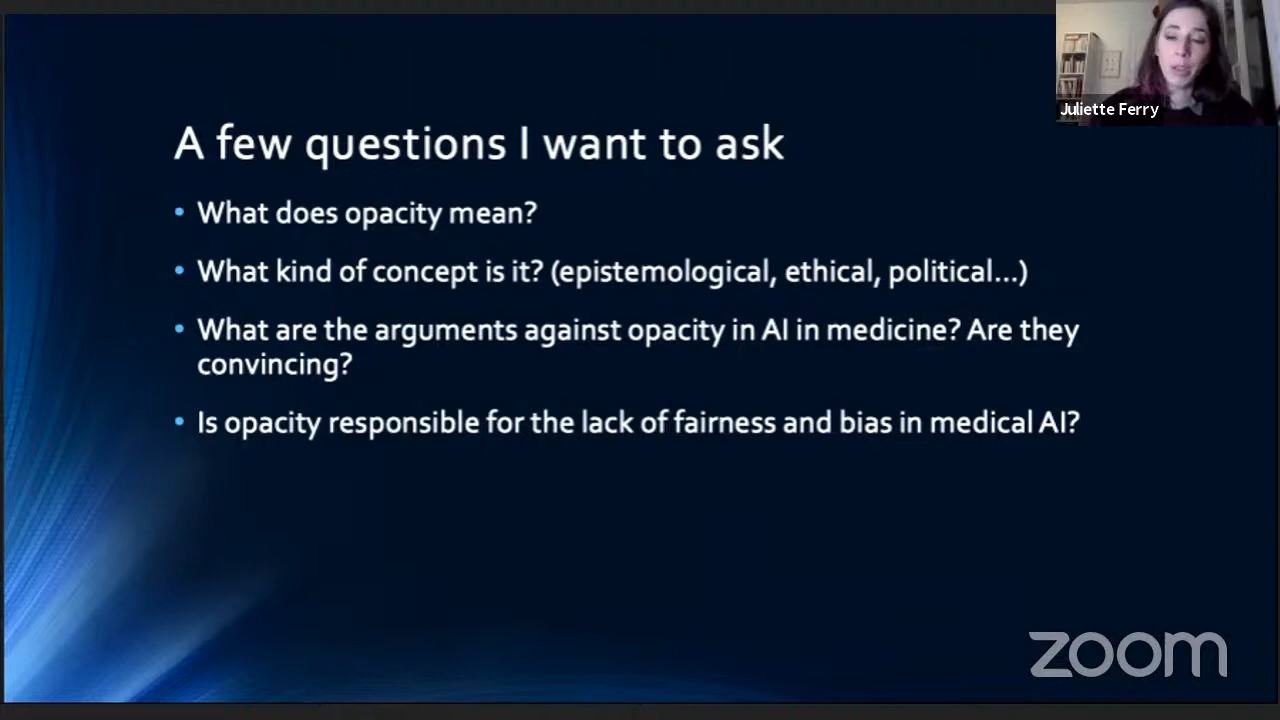 Juliette Ferry
A few questions I want to ask
• What does opacity mean?
• What kind of concept is it? (epistemological, ethical, political...)
• What are the arguments against opacity in AI in medicine? Are they
convincing?
• Is opacity responsible for the lack of fairness and bias in medical AI?
zoom